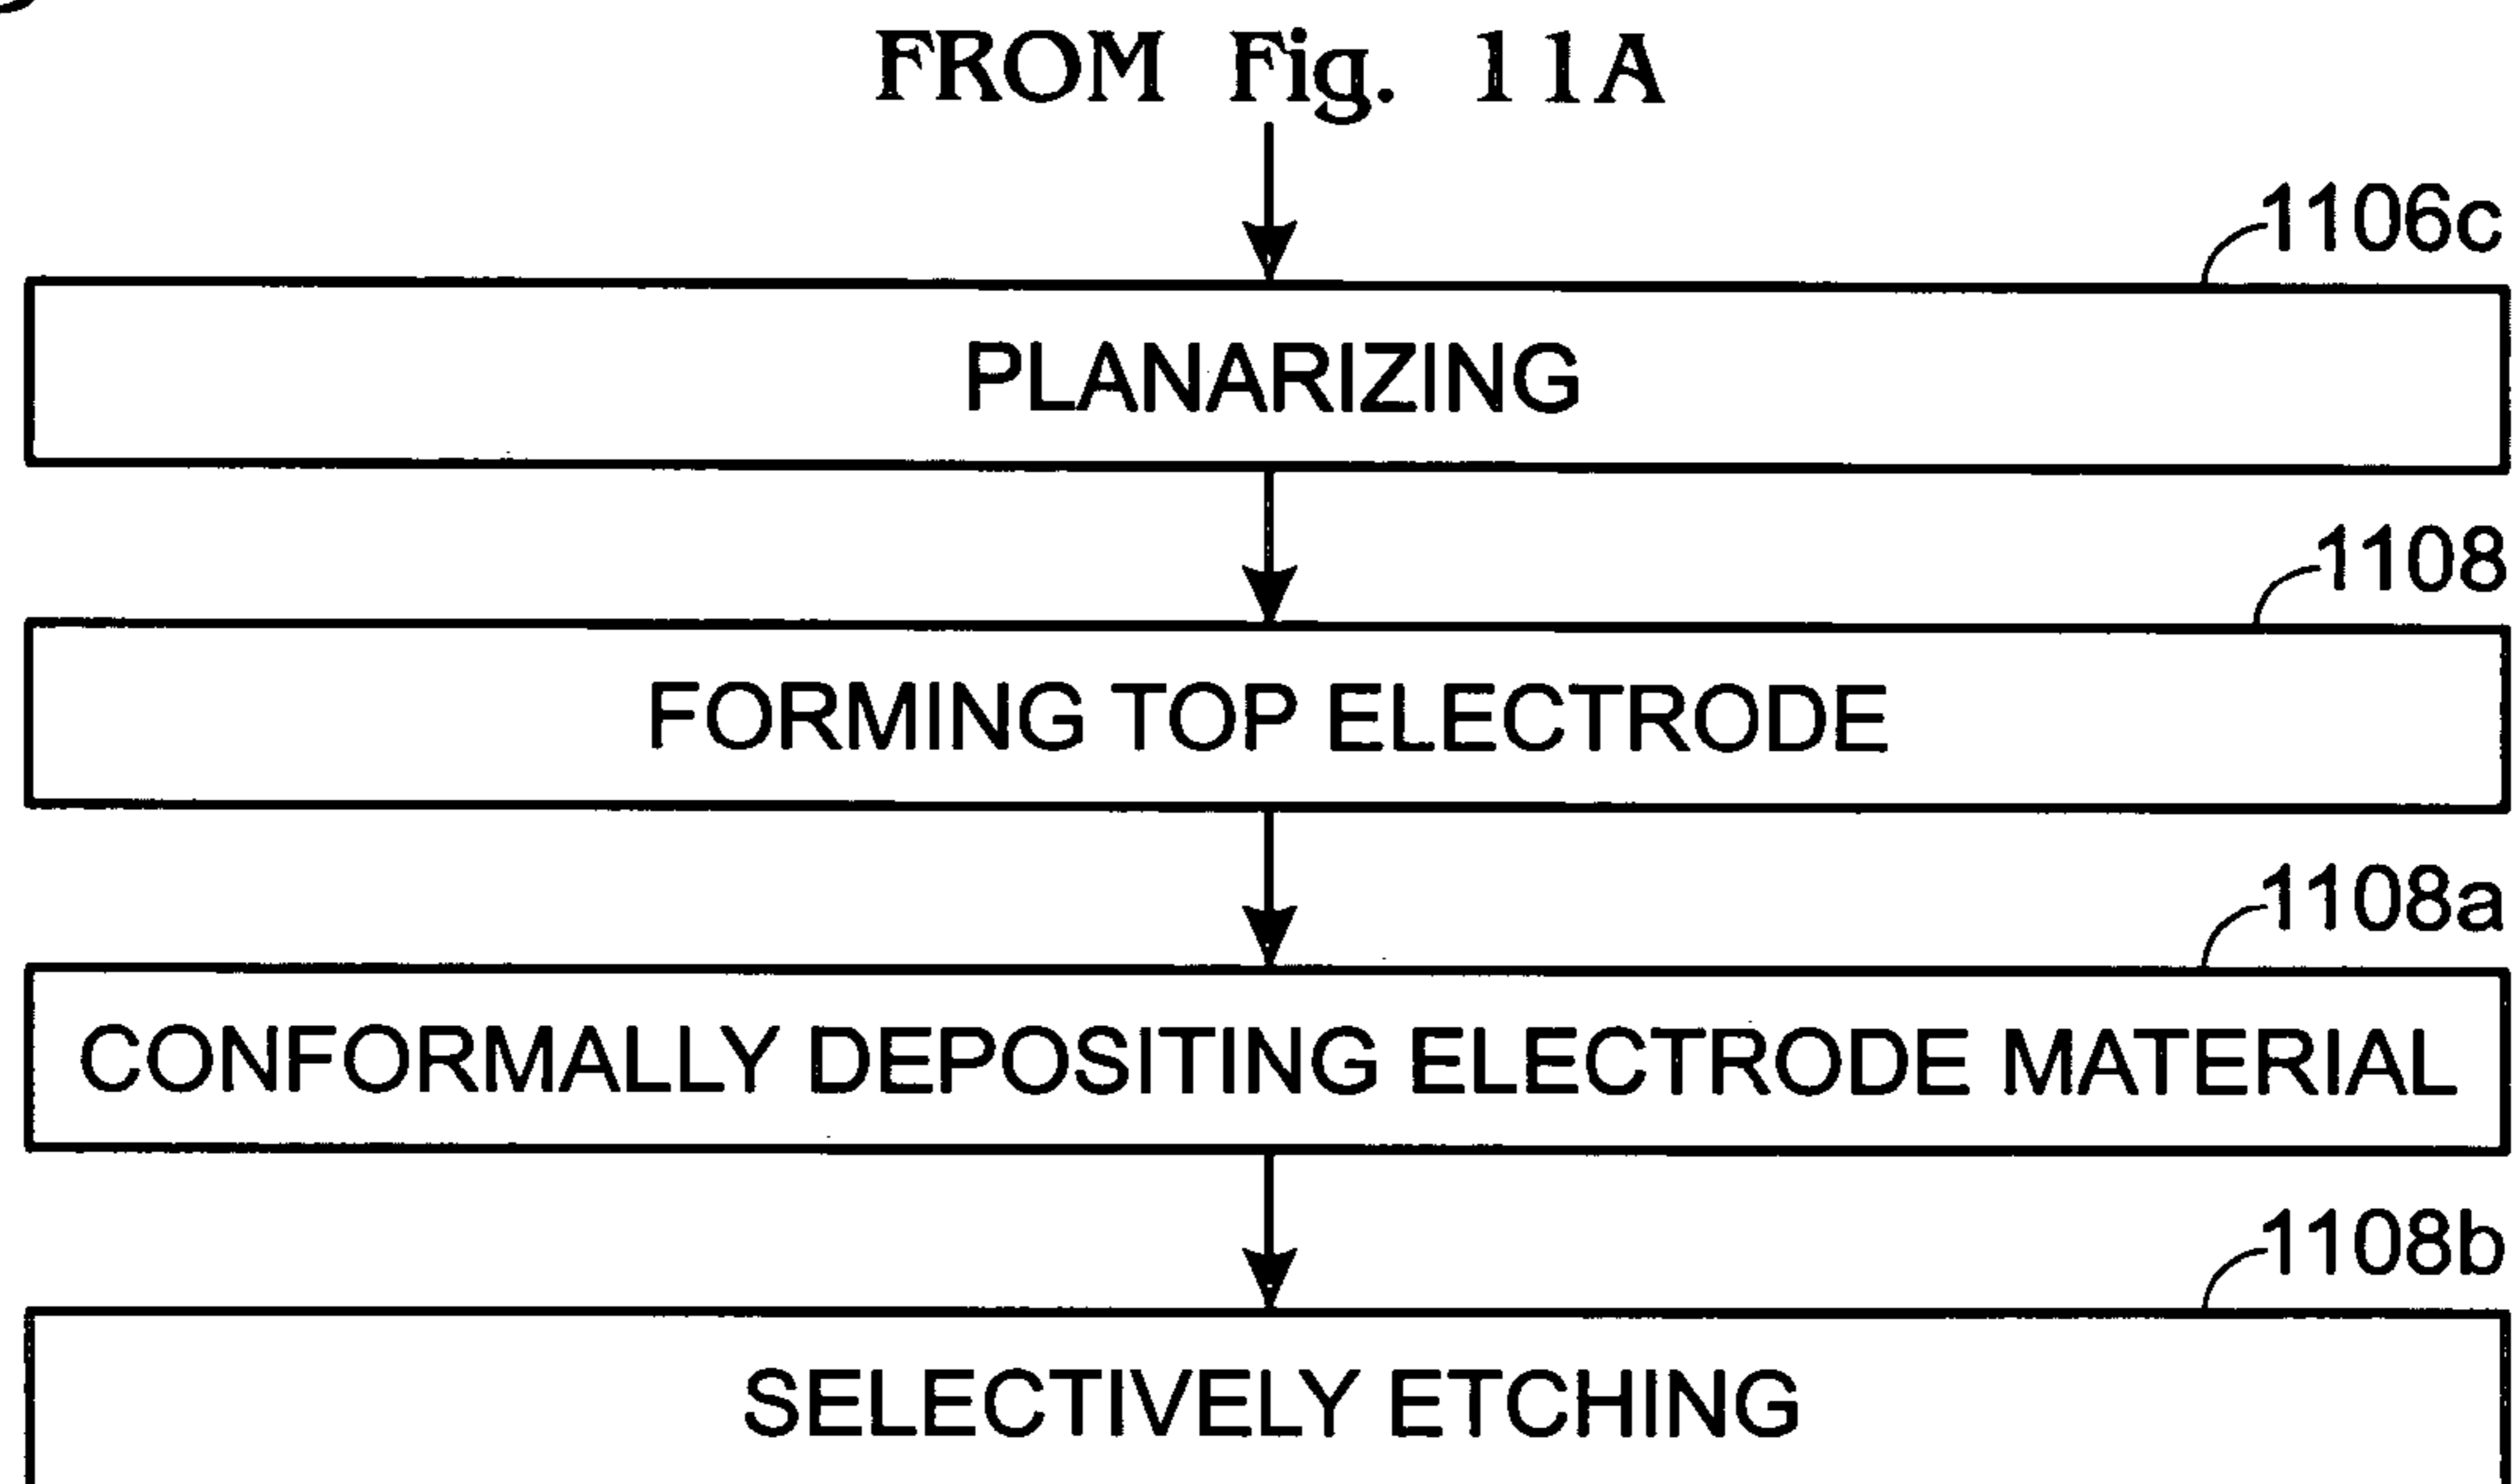 FROM Fig. 11A
1106c
PLANARIZING
1108
FORMING TOP ELECTRODE
1108a
CONFORMALLY DEPOSITING ELECTRODE MATERIAL
1108b
SELECTIVELY ETCHING